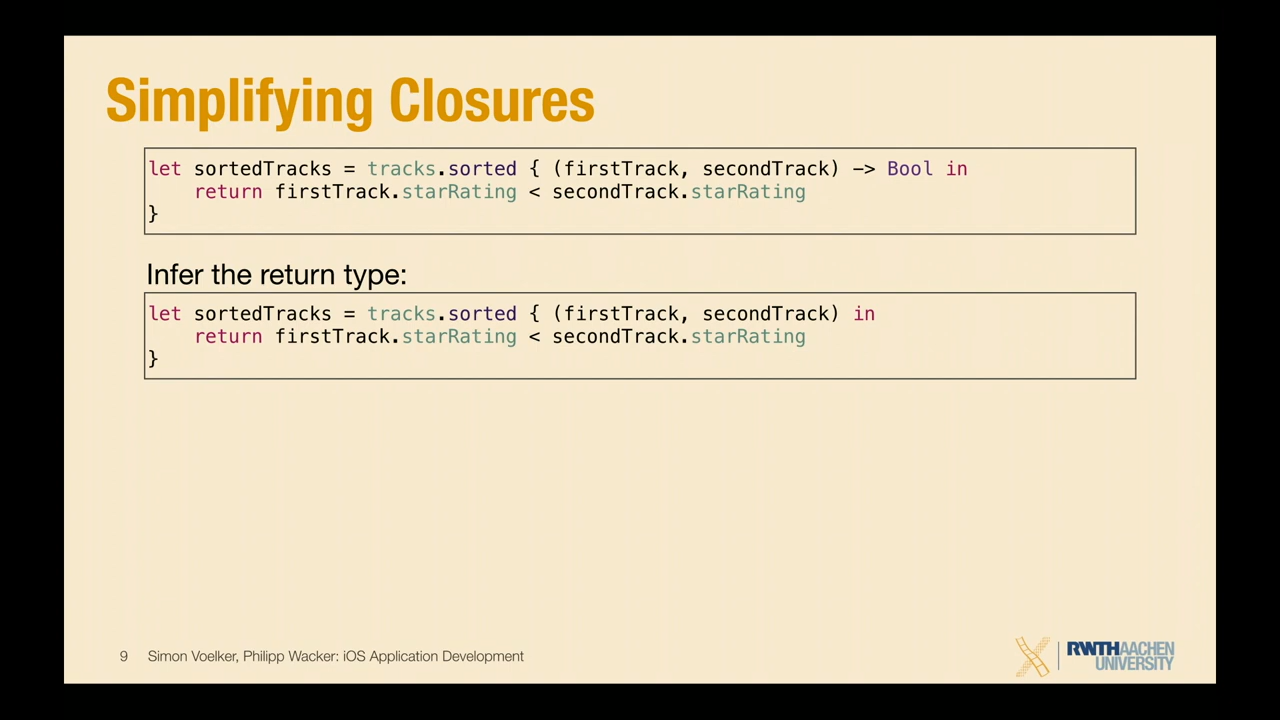 Simplifying Closures
let sortedTracks = tracks.sorted { (firstTrack, secondTrack) -> Bool in
    return firstTrack.starRating < secondTrack.starRating
}
Infer the return type:
let sortedTracks = tracks.sorted { (firstTrack, secondTrack) in
    return firstTrack.starRating < secondTrack.starRating
}
9 Simon Voelker, Philipp Wacker: iOS Application Development
RWTHAACHEN
UNIVERSITY